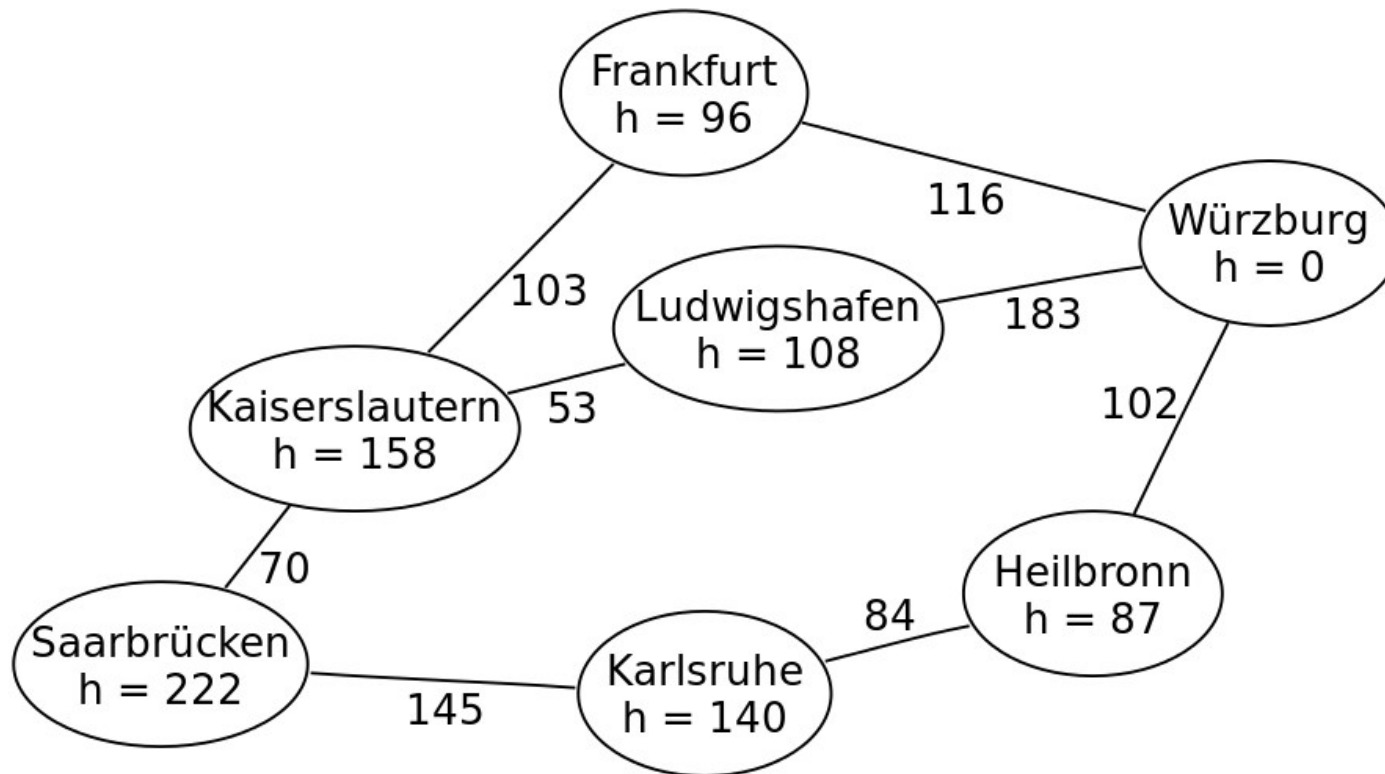 Frankfurt
h = 96
116
Würzburg
h = 0
103
Ludwigshafen
h = 108
183
Kaiserslautern
h = 158
53
102
70
Heilbronn
h = 87
84
Saarbrücken
h = 222
145
Karlsruhe
h = 140